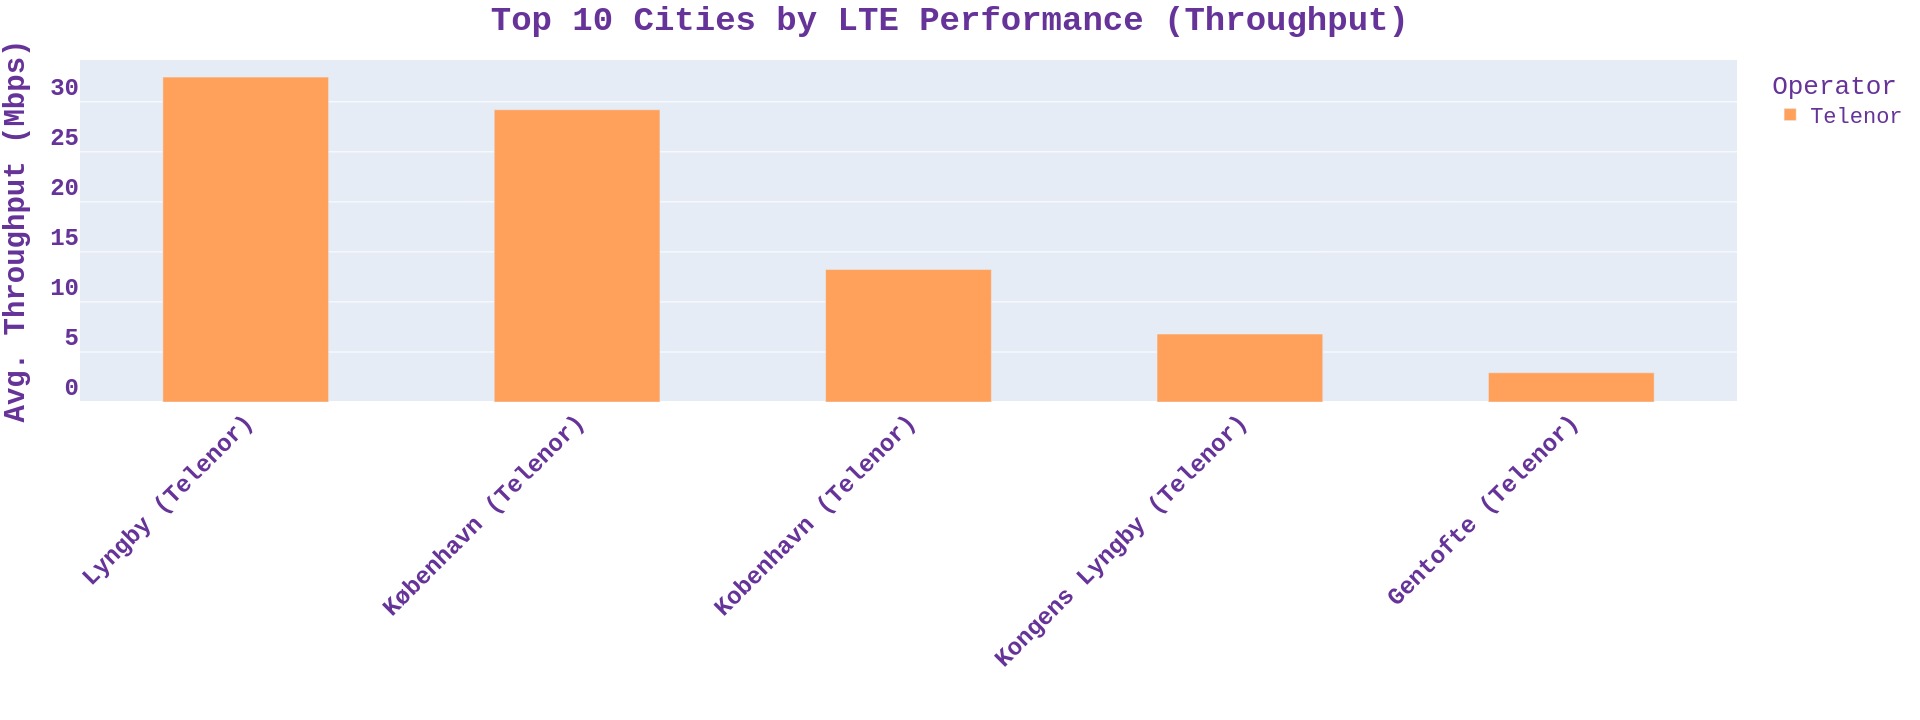 Top 10 Cities by LTE Performance (Throughput)
Avg. Throughput (Mbps)
30
25
20
15
10
5
0
Lyngby (Telenor)
København (Telenor)
Kobenhavn (Telenor)
Kongens Lyngby (Telenor)
Gentofte (Telenor)
Operator
Telenor